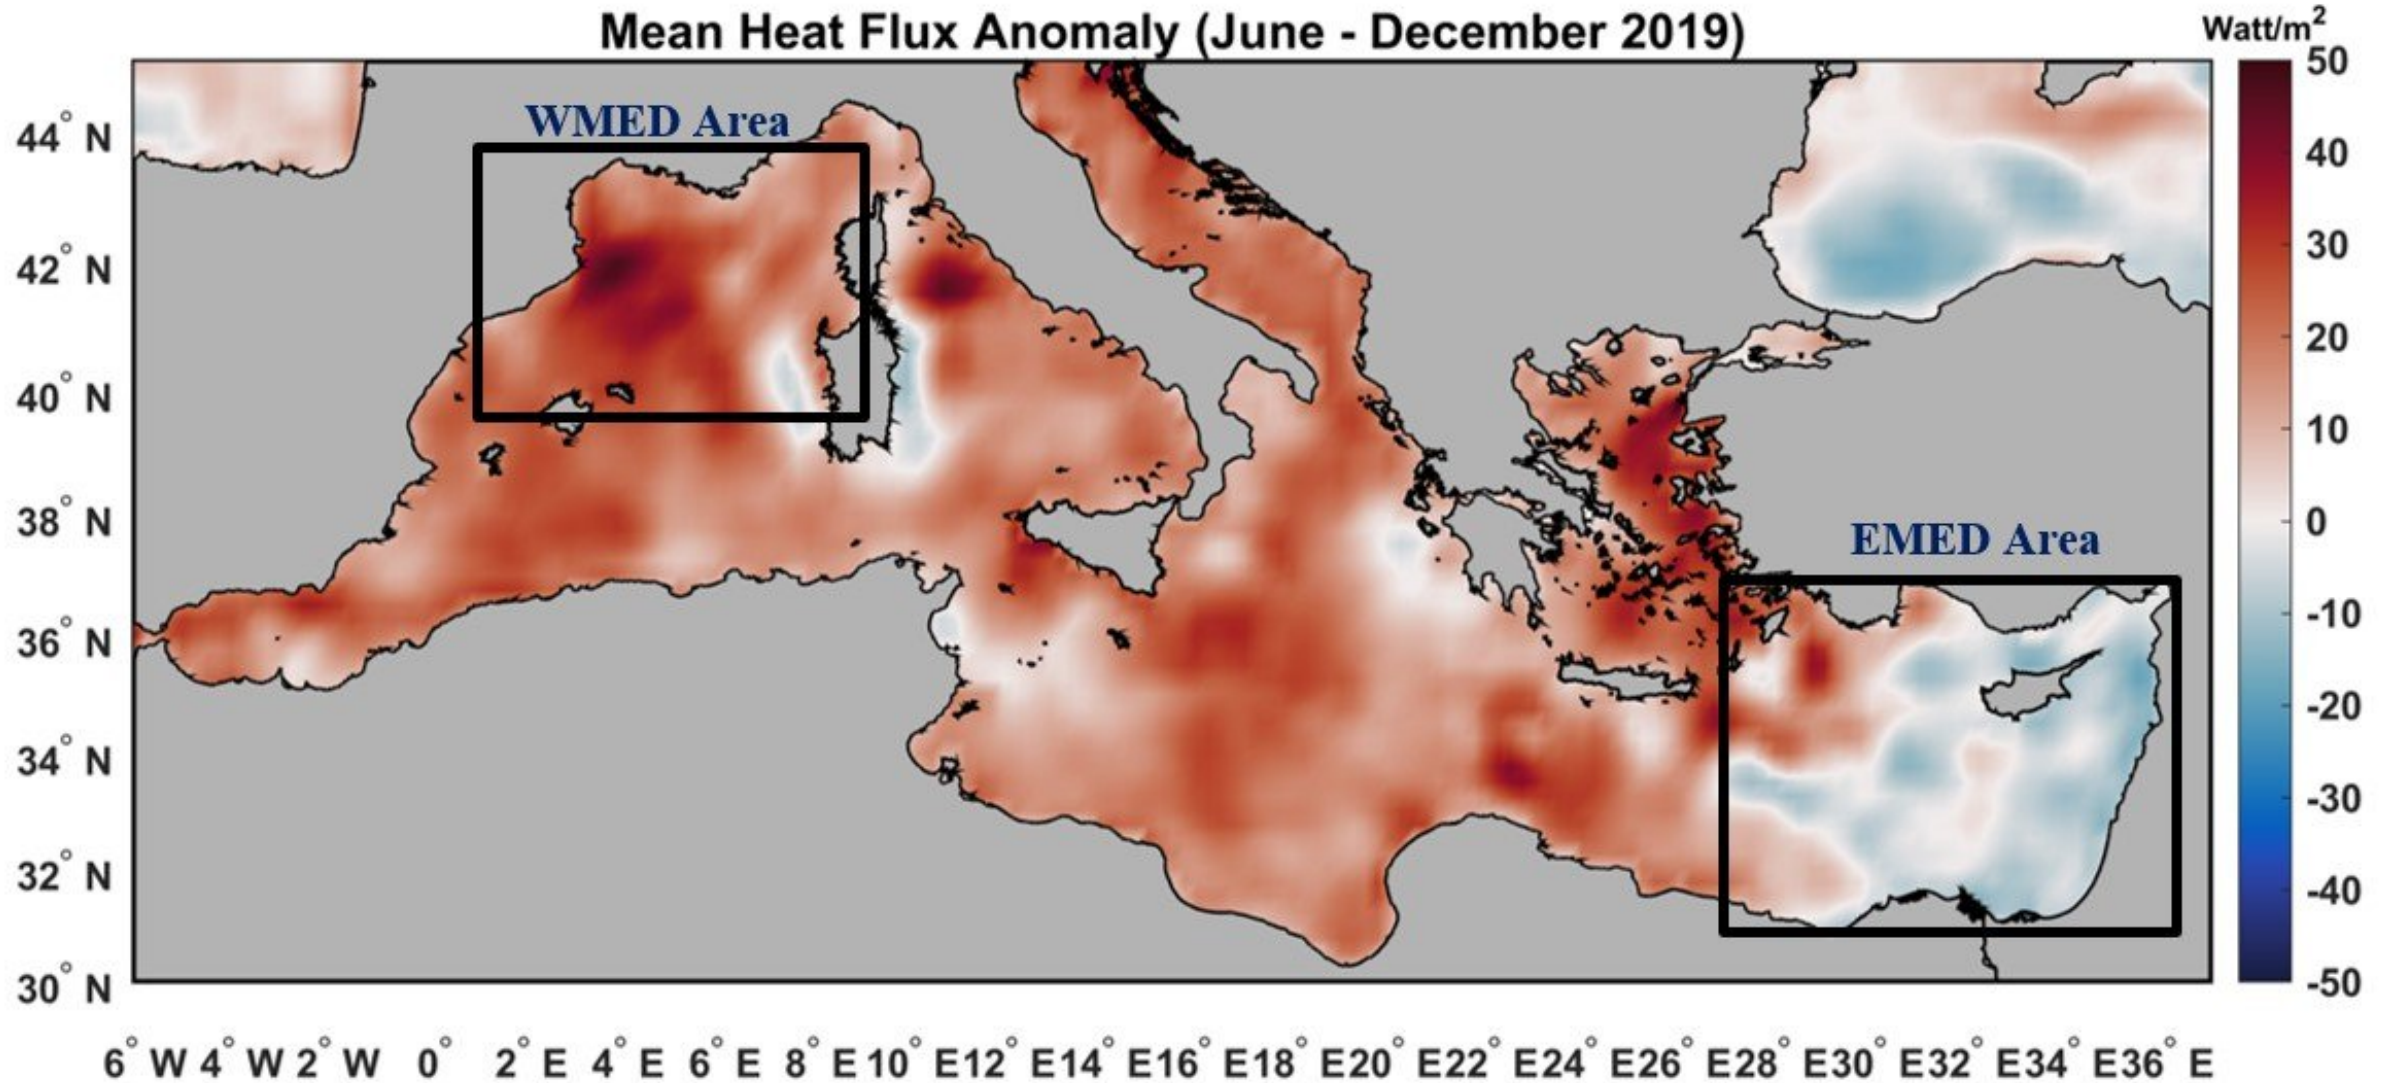 Mean Heat Flux Anomaly (June - December 2019)
Watt/m²
WMED Area
EMED Area
44° N
42° N
40° N
38° N
36° N
34° N
32° N
30° N
6° W 4° W 2° W 0° 2° E 4° E 6° E 8° E 10° E 12° E 14° E 16° E 18° E 20° E 22° E 24° E 26° E 28° E 30° E 32° E 34° E 36° E
50
40
30
20
10
0
-10
-20
-30
-40
-50